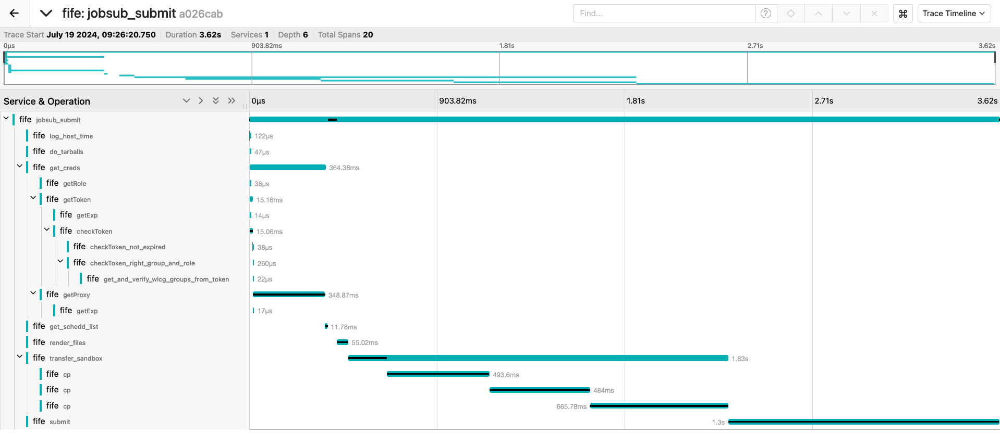 fife: jobsub_submit a026cab
Find...
?
⌘
Trace Timeline
Trace Start July 19 2024, 09:26:20.750 Duration 3.62s Services 1 Depth 6 Total Spans 20
0μs 903.82ms 1.81s 2.71s 3.62s
Service & Operation 0μs 903.82ms 1.81s 2.71s 3.62s
fife jobsub_submit
fife log_host_time 122μs
fife do_tarballs 47μs
fife get_creds 364.38ms
fife getRole 38μs
fife getToken 15.16ms
fife getExp 14μs
fife checkToken 15.06ms
fife checkToken_not_expired 38μs
fife checkToken_right_group_and_role 260μs
fife get_and_verify_wlcg_groups_from_token 22μs
fife getProxy 348.87ms
fife getExp 17μs
fife get_schedd_list 11.78ms
fife render_files 55.02ms
fife transfer_sandbox 1.83s
fife cp 493.6ms
fife cp 484ms
fife cp 665.78ms
fife submit 1.3s